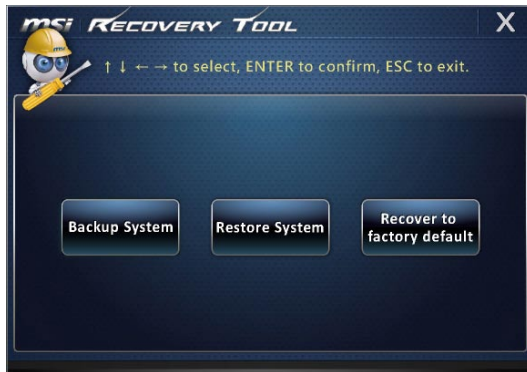 msi RECOVERY TOOL X
↑ ↓ ← → to select, ENTER to confirm, ESC to exit.
Backup System
Restore System
Recover to
factory default